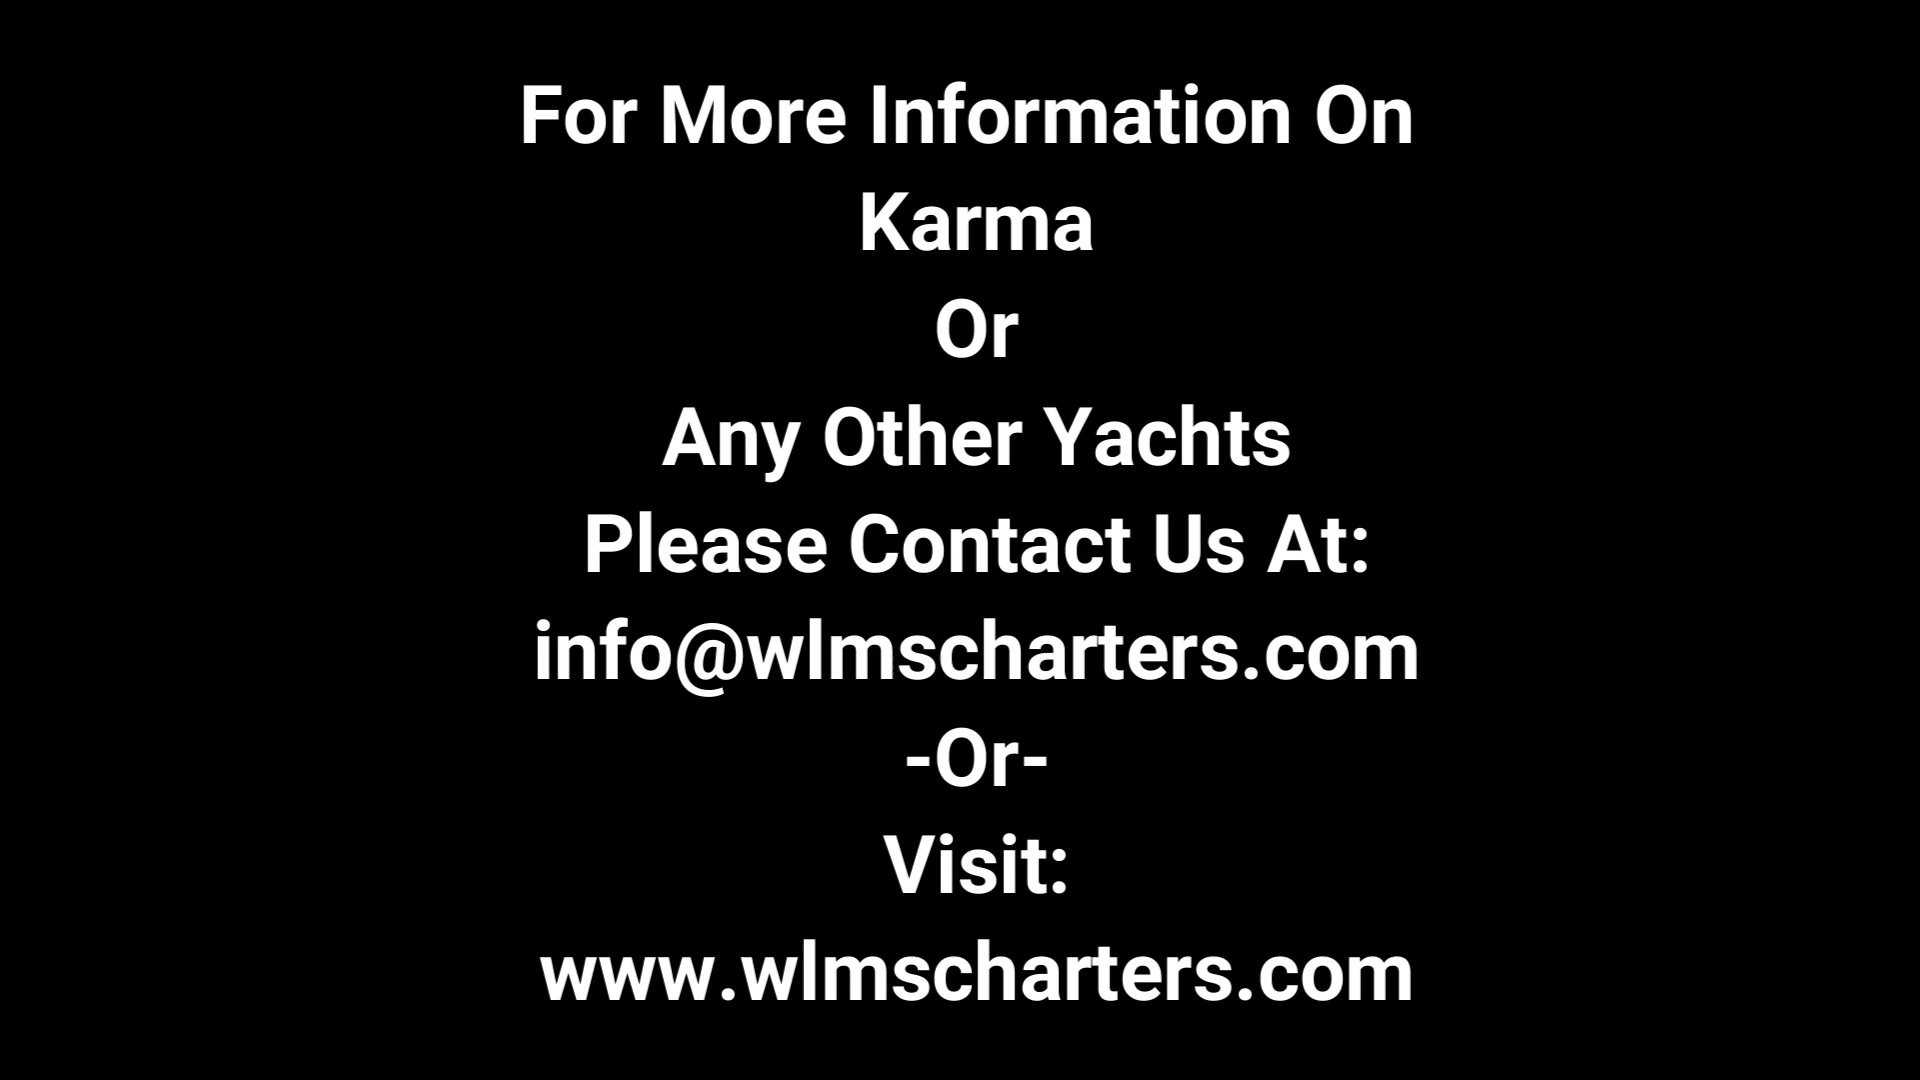 For More Information On
Karma
Or
Any Other Yachts
Please Contact Us At:
info@wlmscharters.com
-Or-
Visit:
www.wlmscharters.com